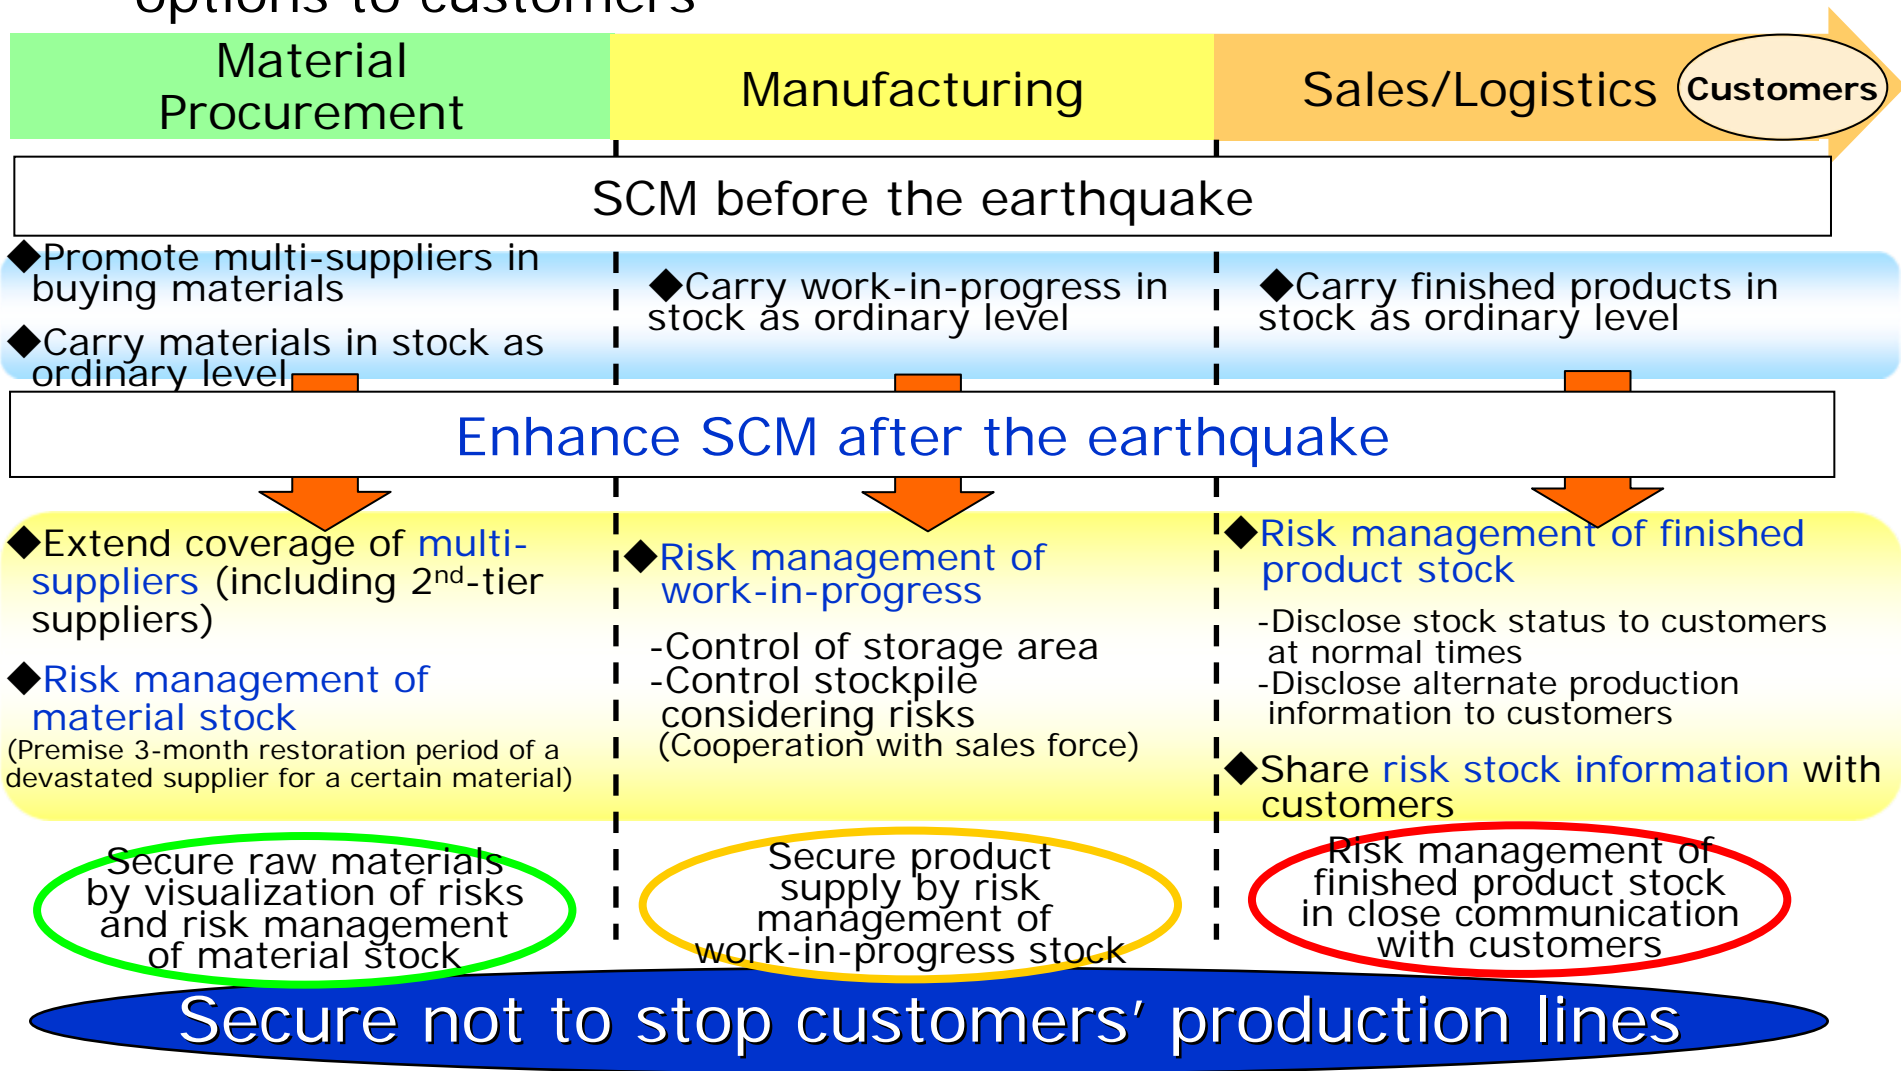 options to customers
Material
Procurement
Manufacturing
Sales/Logistics
Customers
SCM before the earthquake
◆Promote multi-suppliers in
buying materials
◆Carry materials in stock as
ordinary level
◆Carry work-in-progress in
stock as ordinary level
◆Carry finished products in
stock as ordinary level
Enhance SCM after the earthquake
◆Extend coverage of multi-
suppliers (including 2nd-tier
suppliers)
◆Risk management of
material stock
(Premise 3-month restoration period of a
devastated supplier for a certain material)
◆Risk management of
work-in-progress
-Control of storage area
-Control stockpile
considering risks
(Cooperation with sales force)
◆Risk management of finished
product stock
-Disclose stock status to customers
at normal times
-Disclose alternate production
information to customers
◆Share risk stock information with
customers
Secure raw materials
by visualization of risks
and risk management
of material stock
Secure product
supply by risk
management of
work-in-progress stock
Risk management of
finished product stock
in close communication
with customers
Secure not to stop customers’ production lines